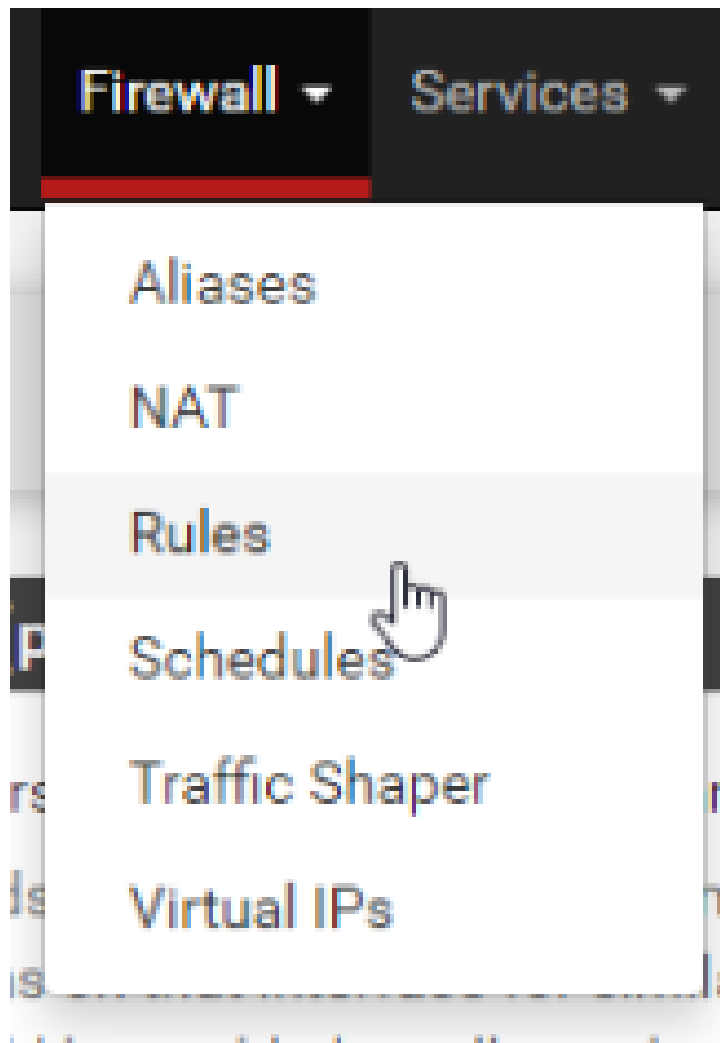 Firewall Services
Aliases
NAT
Rules
Schedules
Traffic Shaper
Virtual IPs